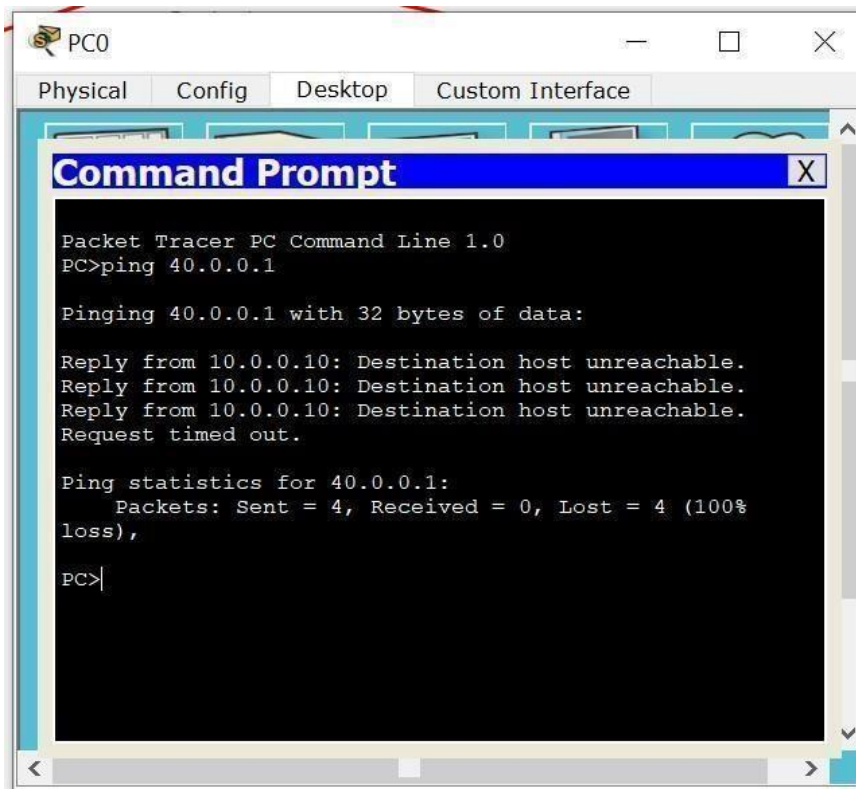 PC0
Physical Config Desktop Custom Interface
Command Prompt X
Packet Tracer PC Command Line 1.0
PC>ping 40.0.0.1
Pinging 40.0.0.1 with 32 bytes of data:
Reply from 10.0.0.10: Destination host unreachable.
Reply from 10.0.0.10: Destination host unreachable.
Reply from 10.0.0.10: Destination host unreachable.
Request timed out.
Ping statistics for 40.0.0.1:
Packets: Sent = 4, Received = 0, Lost = 4 (100%
loss),
PC>